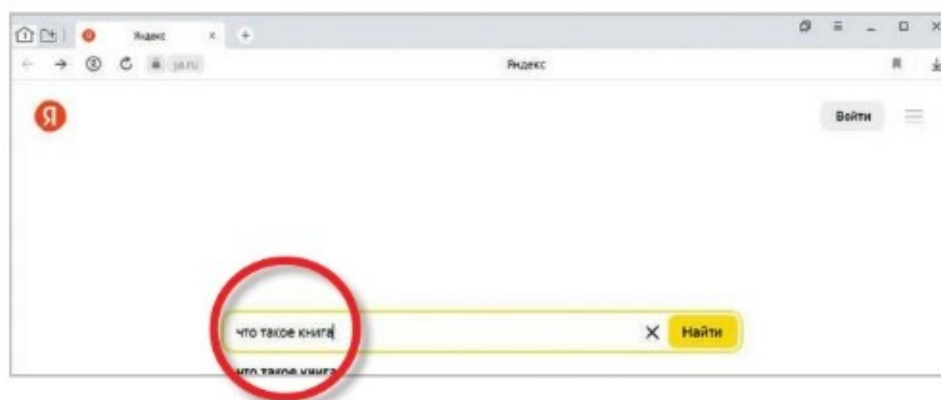 Яндекс
ya.ru Яндекс
Я
Войти
что такое книга Найти
что такое книга